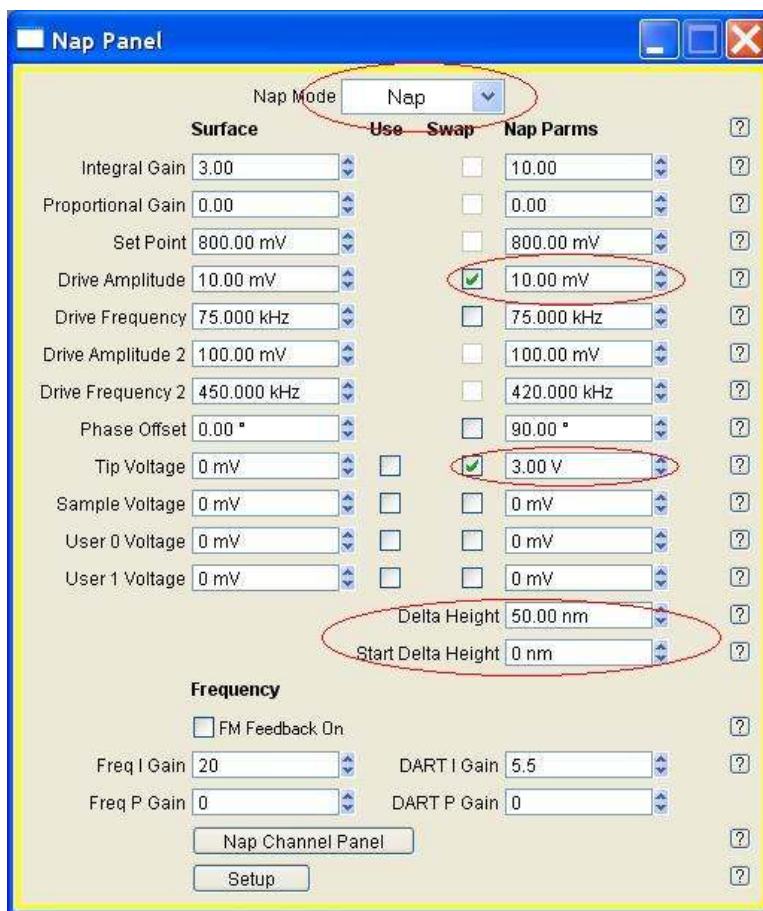 Nap Panel
Nap Mode Nap
Surface Use Swap Nap Parms ?
Integral Gain 3.00 10.00 ?
Proportional Gain 0.00 0.00 ?
Set Point 800.00 mV 800.00 mV ?
Drive Amplitude 10.00 mV 10.00 mV ?
Drive Frequency 75.000 kHz 75.000 kHz ?
Drive Amplitude 2 100.00 mV 100.00 mV ?
Drive Frequency 2 450.000 kHz 420.000 kHz ?
Phase Offset 0.00 ° 90.00 ° ?
Tip Voltage 0 mV 3.00 V ?
Sample Voltage 0 mV 0 mV ?
User 0 Voltage 0 mV 0 mV ?
User 1 Voltage 0 mV 0 mV ?
Delta Height 50.00 nm ?
Start Delta Height 0 nm ?
Frequency
FM Feedback On ?
Freq I Gain 20 DART I Gain 5.5 ?
Freq P Gain 0 DART P Gain 0
Nap Channel Panel ?
Setup ?